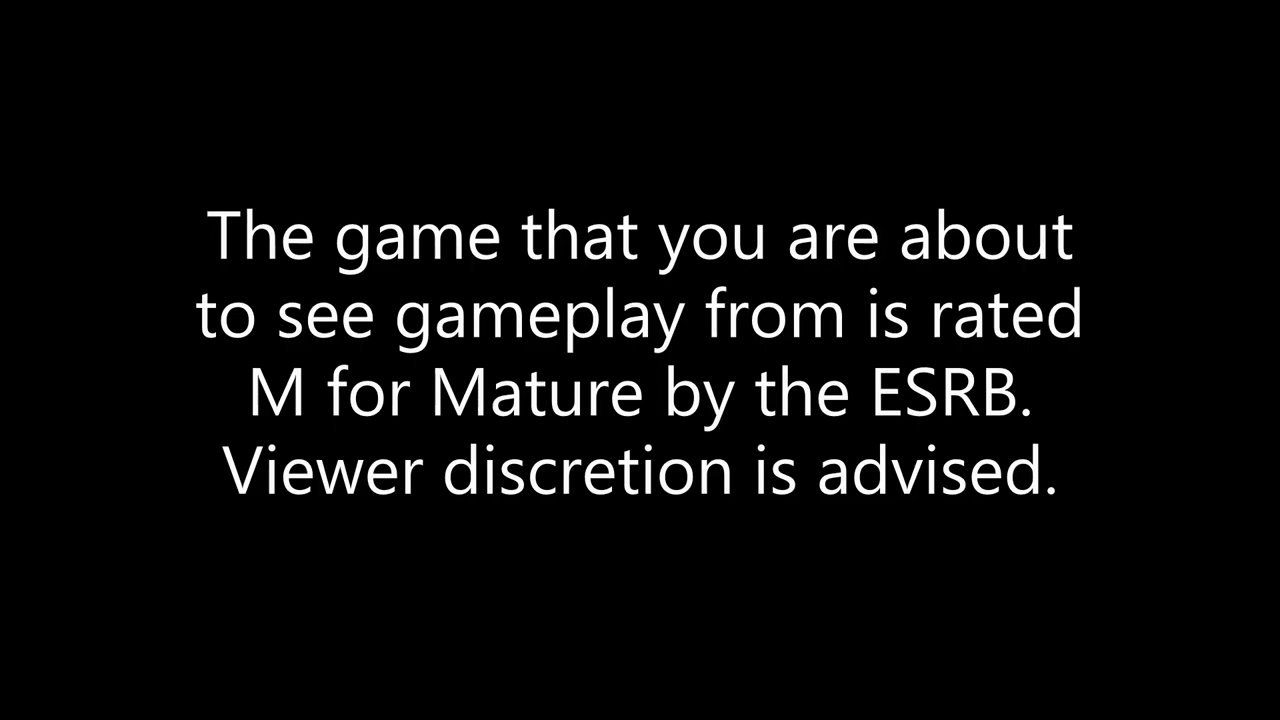 The game that you are about
to see gameplay from is rated
M for Mature by the ESRB.
Viewer discretion is advised.